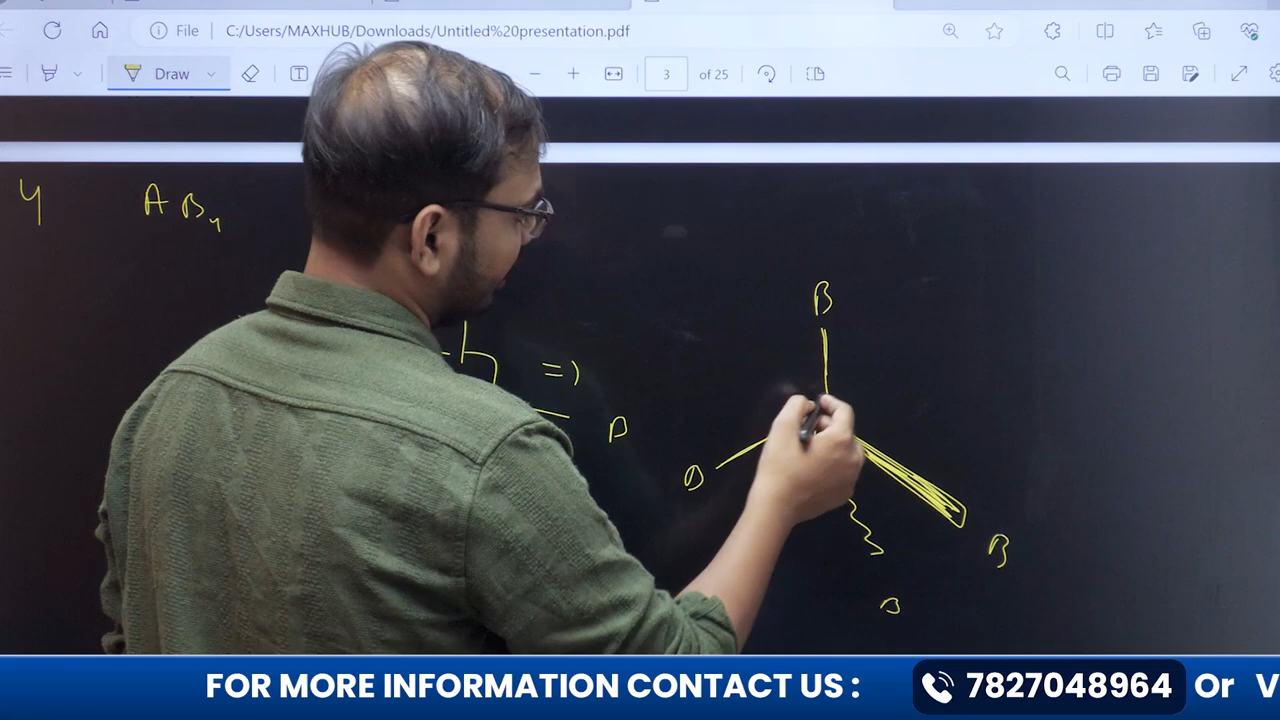 File C:/Users/MAXHUB/Downloads/Untitled%20presentation.pdf
Draw 3 of 25
4 AB4
B
=)
B
B
B
B
FOR MORE INFORMATION CONTACT US : 7827048964 Or V